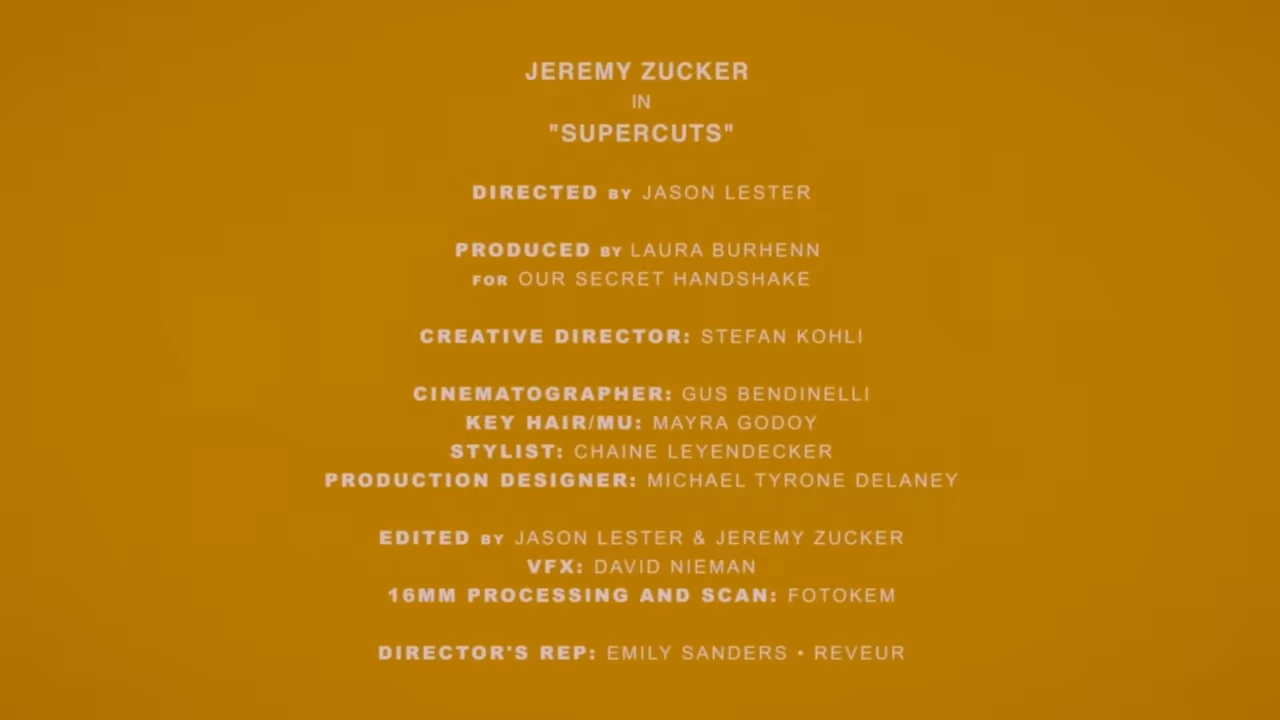 JEREMY ZUCKER
IN
"SUPERCUTS"
DIRECTED BY JASON LESTER
PRODUCED BY LAURA BURHENN
FOR OUR SECRET HANDSHAKE
CREATIVE DIRECTOR: STEFAN KOHLI
CINEMATOGRAPHER: GUS BENDINELLI
KEY HAIR/MU: MAYRA GODOY
STYLIST: CHAINE LEYENDECKER
PRODUCTION DESIGNER: MICHAEL TYRONE DELANEY
EDITED BY JASON LESTER & JEREMY ZUCKER
VFX: DAVID NIEMAN
16MM PROCESSING AND SCAN: FOTOKEM
DIRECTOR'S REP: EMILY SANDERS • REVEUR